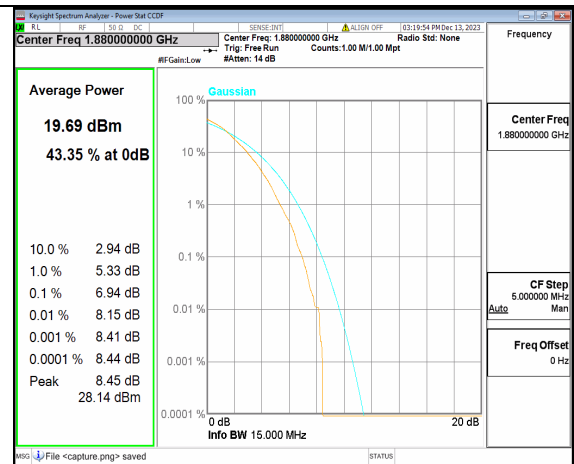 Keysight Spectrum Analyzer - Power Stat CCDF
RL RF 50 Ω DC SENSE:INT ALIGN OFF 03:19:54 PM Dec 13, 2023
Center Freq 1.880000000 GHz
Center Freq: 1.880000000 GHz Radio Std: None
Trig: Free Run Counts:1.00 M/1.00 Mpt
#IFGain:Low #Atten: 14 dB
Average Power
19.69 dBm
43.35 % at 0dB
10.0 % 2.94 dB
1.0 % 5.33 dB
0.1 % 6.94 dB
0.01 % 8.15 dB
0.001 % 8.41 dB
0.0001 % 8.44 dB
Peak 8.45 dB
28.14 dBm
Gaussian
100 %
10 %
1 %
0.1 %
0.01 %
0.001 %
0.0001 %
0 dB 20 dB
Info BW 15.000 MHz
Frequency
Center Freq
1.880000000 GHz
CF Step
5.000000 MHz
Auto Man
Freq Offset
0 Hz
MSG File <capture.png> saved STATUS